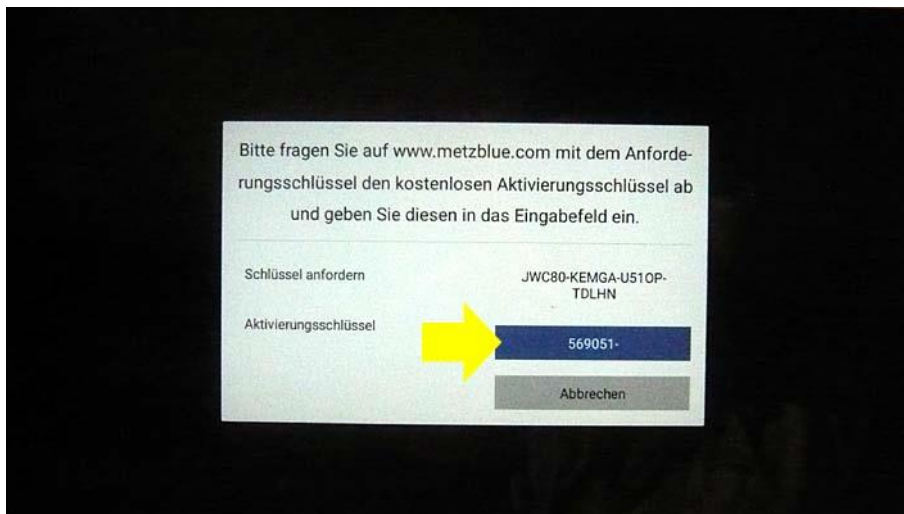 Bitte fragen Sie auf www.metzblue.com mit dem Anforde-
rungsschlüssel den kostenlosen Aktivierungsschlüssel ab
und geben Sie diesen in das Eingabefeld ein.
Schlüssel anfordern
JWC80-KEMGA-U51OP-
TDLHN
Aktivierungsschlüssel
569051-
Abbrechen